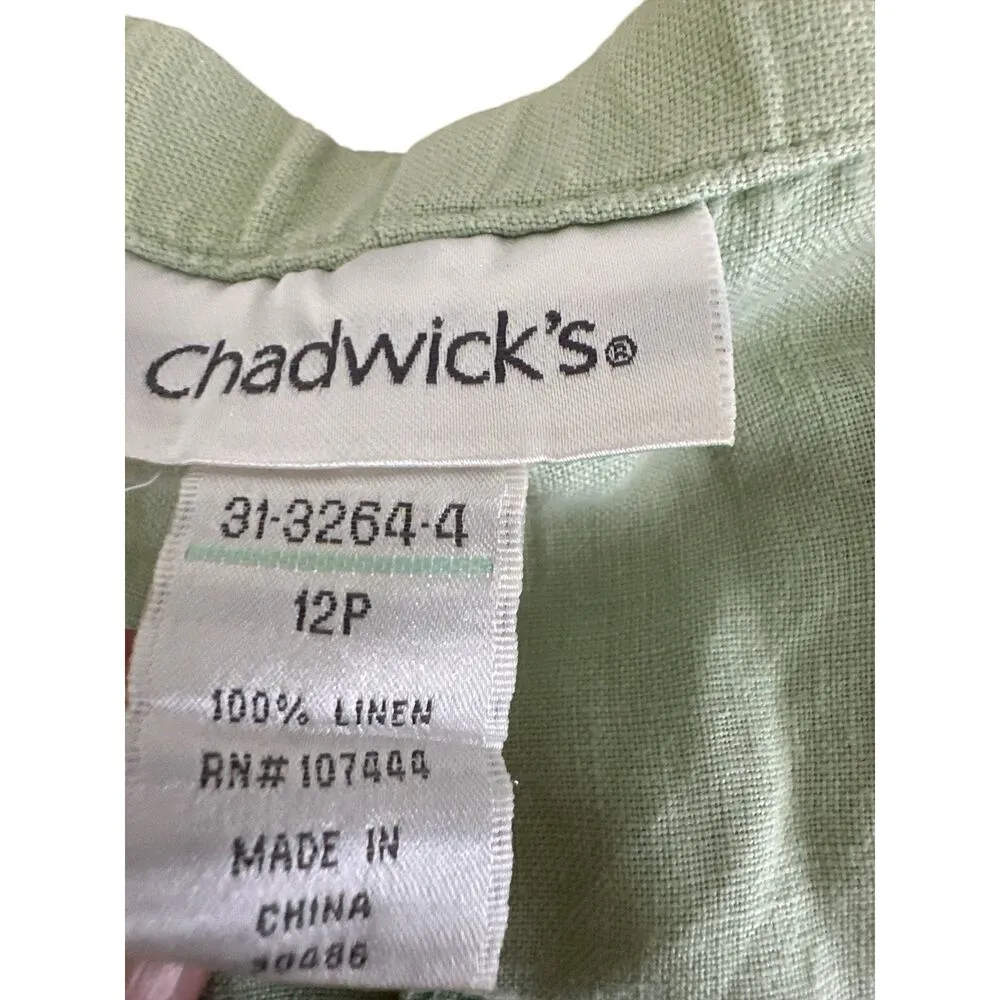 Chadwick's®
31-3264-4
12P
100% LINEN
RN#107444
MADE IN
CHINA